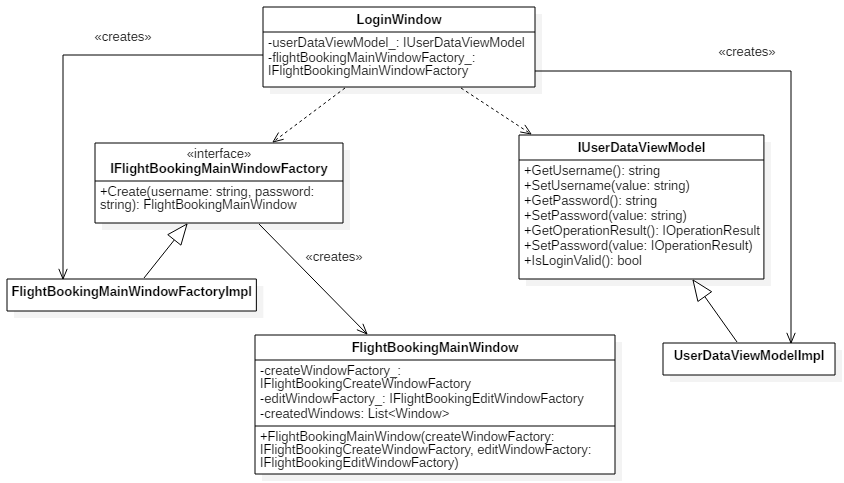 LoginWindow
«creates»
-userDataViewModel_: IUserDataViewModel
-flightBookingMainWindowFactory_:
IFlightBookingMainWindowFactory
«creates»
«interface»
IFlightBookingMainWindowFactory
+Create(username: string, password:
string): FlightBookingMainWindow
IUserDataViewModel
+GetUsername(): string
+SetUsername(value: string)
+GetPassword(): string
+SetPassword(value: string)
+GetOperationResult(): IOperationResult
+SetPassword(value: IOperationResult)
+IsLoginValid(): bool
«creates»
FlightBookingMainWindowFactoryImpl
FlightBookingMainWindow
-createWindowFactory_:
IFlightBookingCreateWindowFactory
-editWindowFactory_: IFlightBookingEditWindowFactory
-createdWindows: List<Window>
+FlightBookingMainWindow(createWindowFactory:
IFlightBookingCreateWindowFactory, editWindowFactory:
IFlightBookingEditWindowFactory)
UserDataViewModelImpl